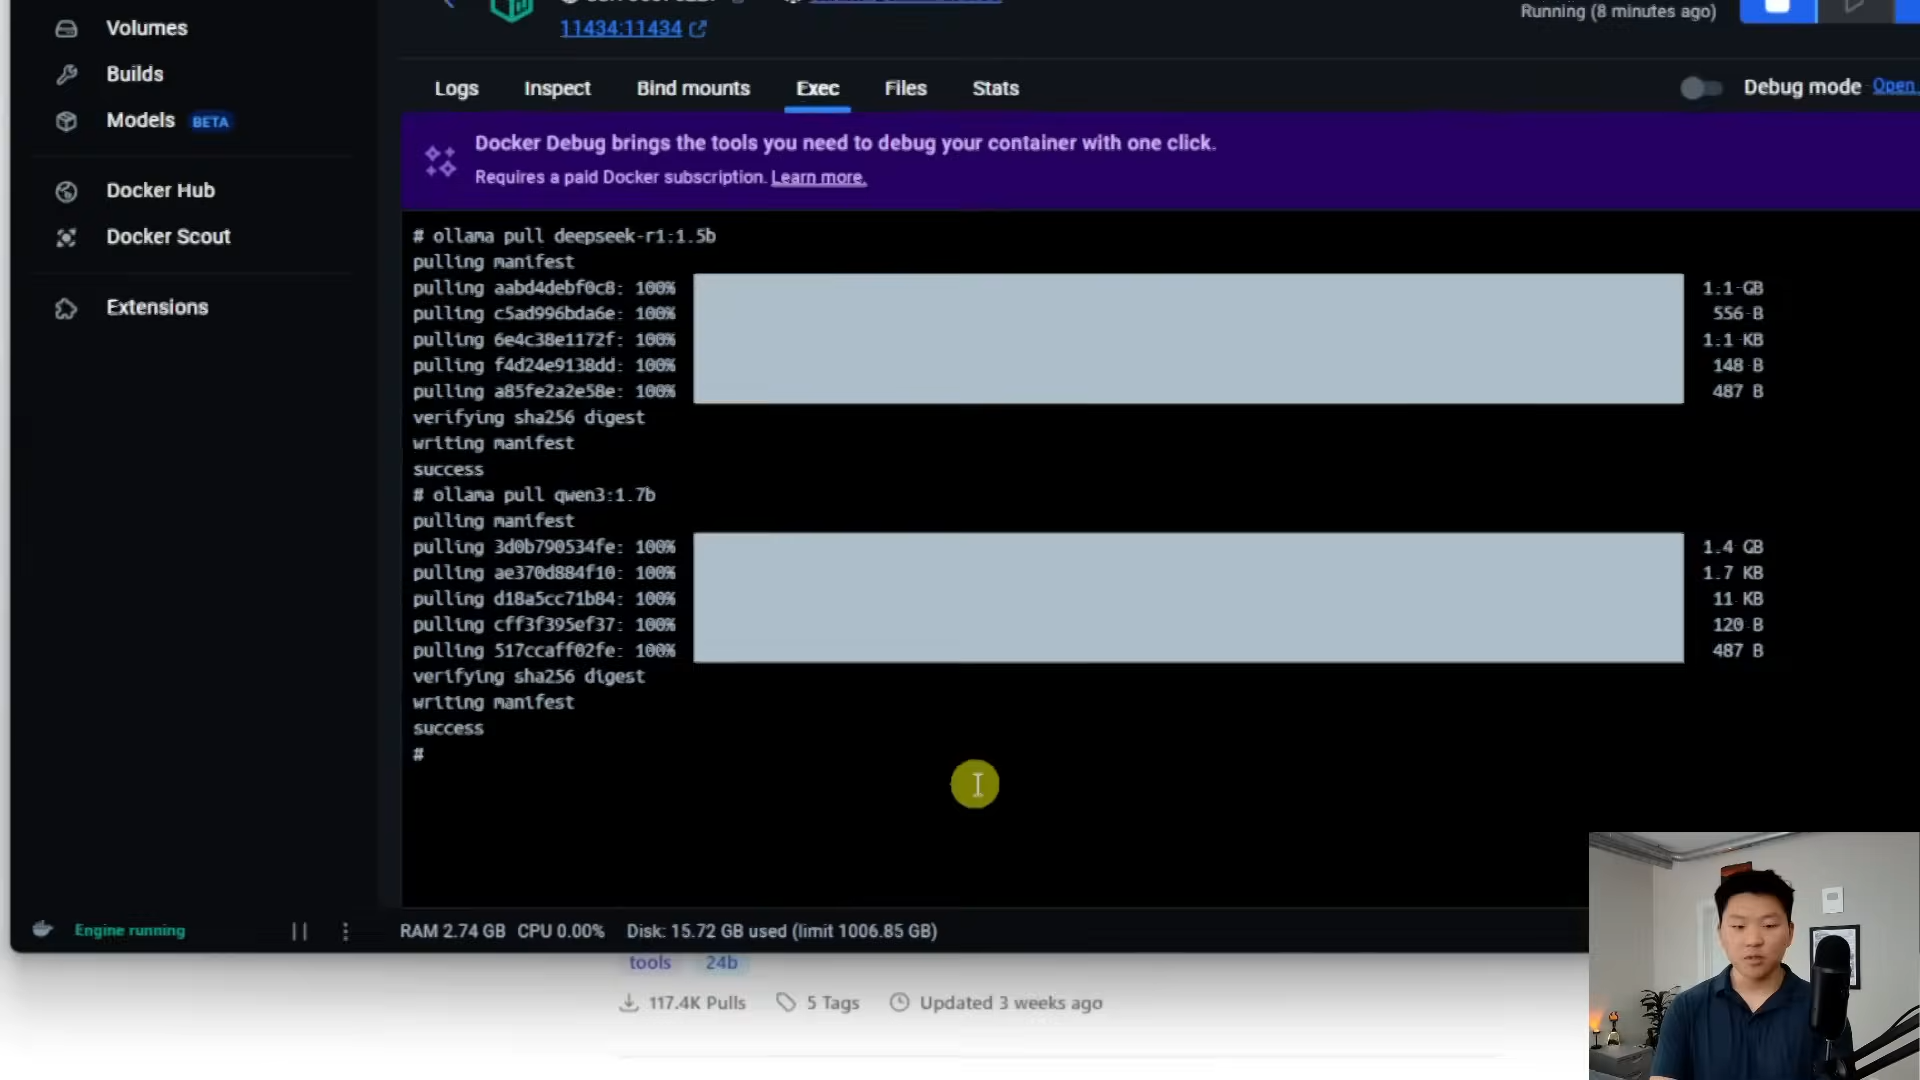 Volumes
Builds
Models BETA
Docker Hub
Docker Scout
Extensions
11434:11434
Running (8 minutes ago)
Logs Inspect Bind mounts Exec Files Stats
Debug mode Open
Docker Debug brings the tools you need to debug your container with one click.
Requires a paid Docker subscription. Learn more.
# ollama pull deepseek-r1:1.5b
pulling manifest
pulling aabd4debf0c8: 100% 1.1 GB
pulling c5ad996bda6e: 100% 556 B
pulling 6e4c38e1172f: 100% 1.1 KB
pulling f4d24e9138dd: 100% 148 B
pulling a85fe2a2e58e: 100% 487 B
verifying sha256 digest
writing manifest
success
# ollama pull qwen3:1.7b
pulling manifest
pulling 3d0b790534fe: 100% 1.4 GB
pulling ae370d884f10: 100% 1.7 KB
pulling d18a5cc71b84: 100% 11 KB
pulling cff3f395ef37: 100% 120 B
pulling 517ccaff02fe: 100% 487 B
verifying sha256 digest
writing manifest
success
#
Engine running
RAM 2.74 GB CPU 0.00% Disk: 15.72 GB used (limit 1006.85 GB)
tools 24b
117.4K Pulls 5 Tags Updated 3 weeks ago